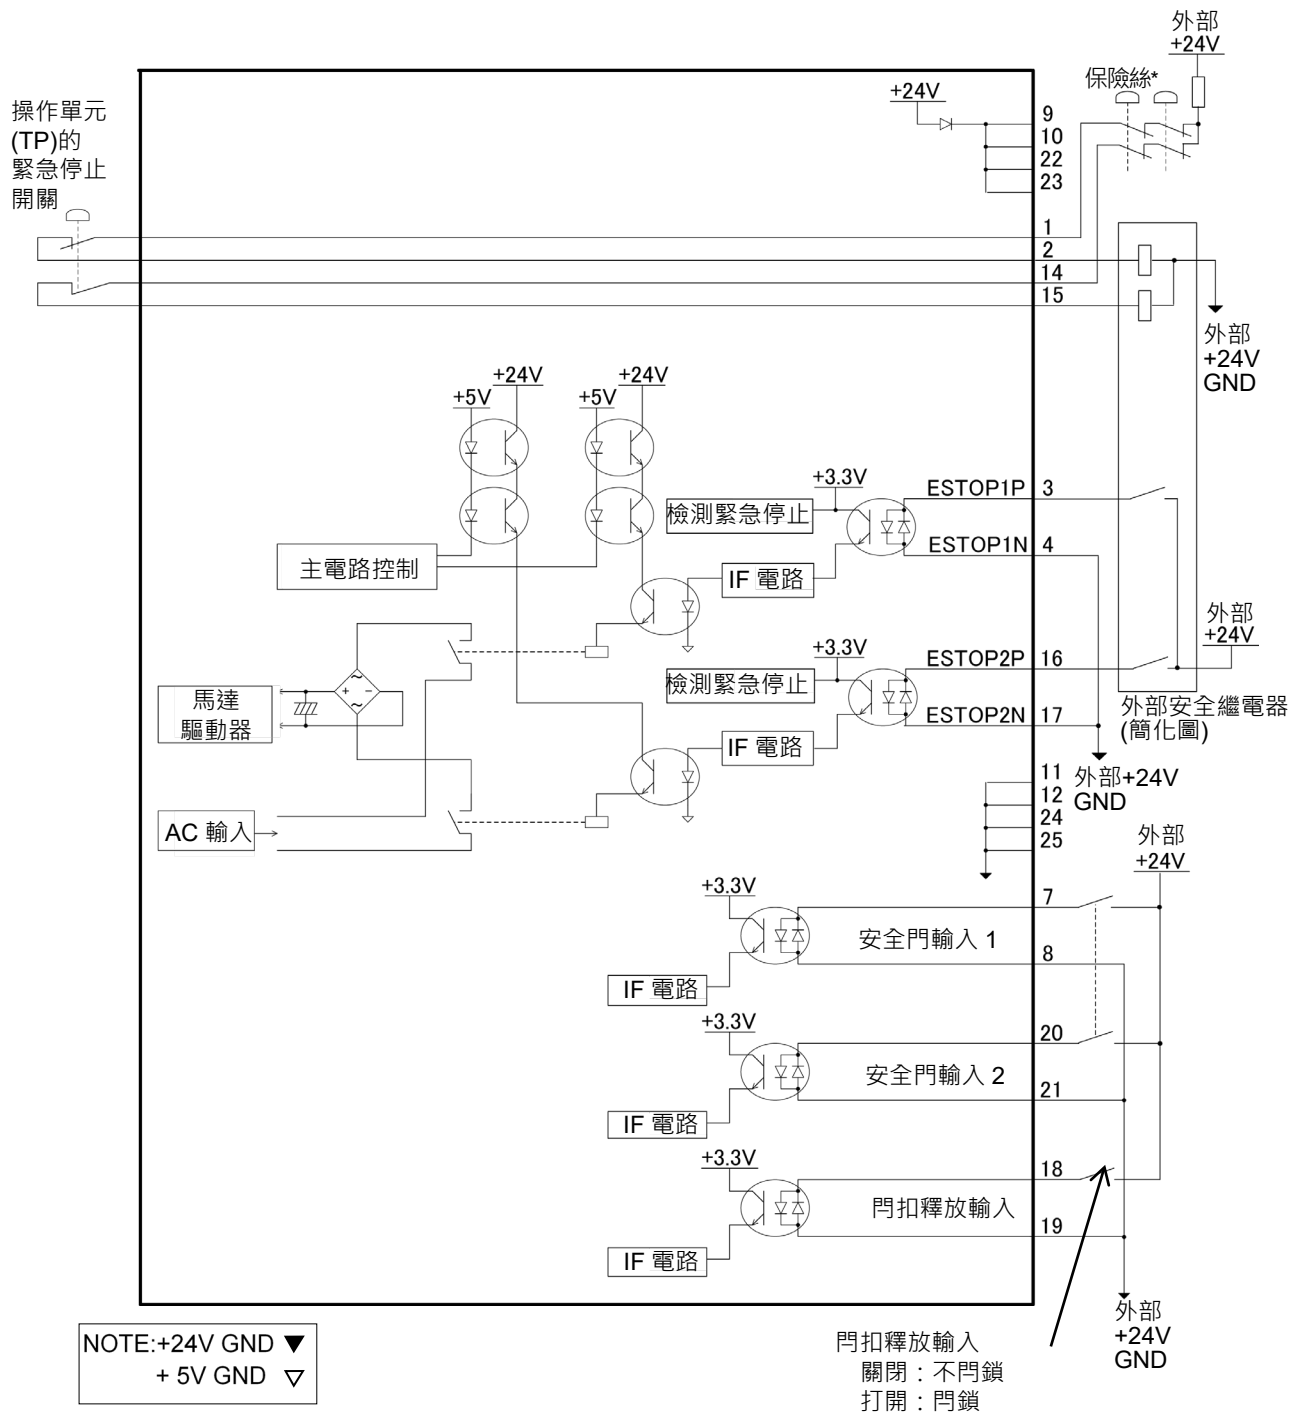 外部
+24V
保險絲*
操作單元
(TP)的
緊急停止
開關
+24V
9
10
22
23
1
2
14
15
外部
+24V
GND
+24V
+24V
+5V
+5V
+3.3V
ESTOP1P 3
檢測緊急停止
ESTOP1N 4
主電路控制
IF 電路
外部
+24V
+3.3V
ESTOP2P 16
檢測緊急停止
馬達
驅動器
ESTOP2N 17
外部安全繼電器
(簡化圖)
IF 電路
11
12
24
25
外部+24V
GND
AC 輸入
外部
+24V
+3.3V
7
安全門輸入 1
8
IF 電路
+3.3V
20
安全門輸入 2
21
IF 電路
+3.3V
18
閂扣釋放輸入
19
IF 電路
外部
+24V
GND
NOTE:+24V GND ▼
+ 5V GND ▽
閂扣釋放輸入
關閉：不閂鎖
打開：閂鎖